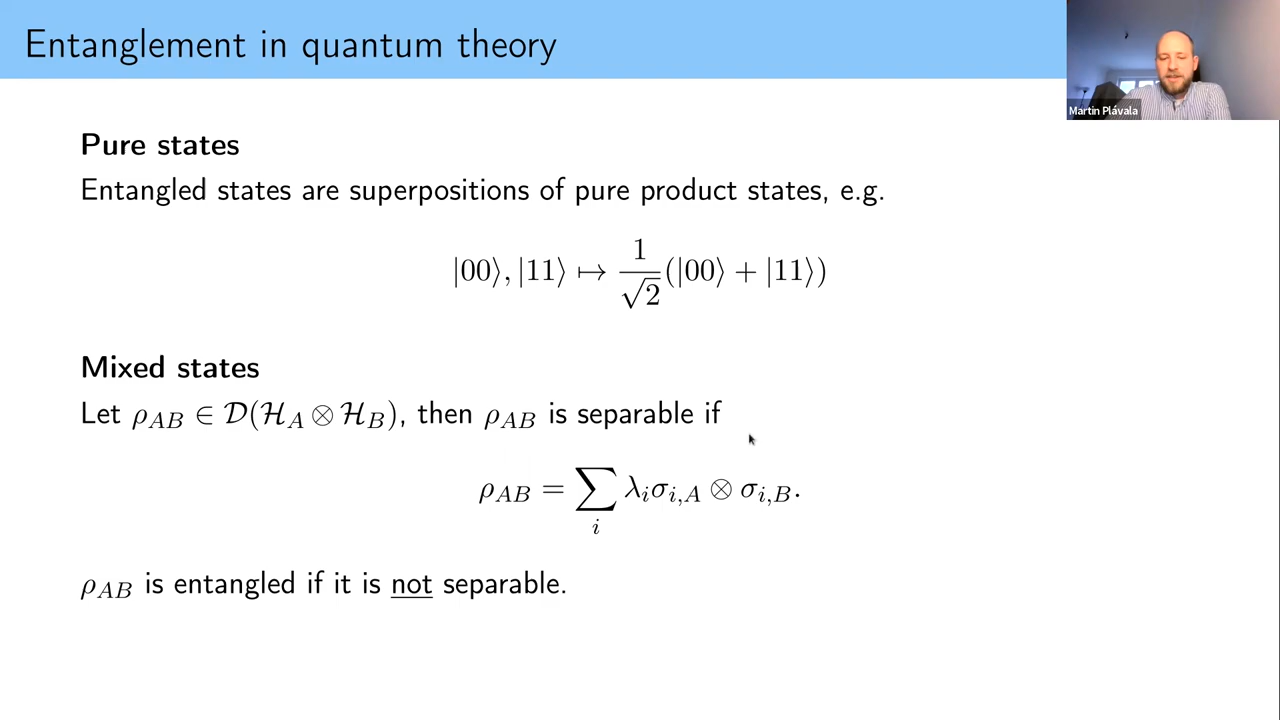 Entanglement in quantum theory
Martin Plávala
Pure states
Entangled states are superpositions of pure product states, e.g.
|00⟩, |11⟩ ↦ 1/√2 (|00⟩ + |11⟩)
Mixed states
Let ρ_AB ∈ 𝒟(ℋ_A ⊗ ℋ_B), then ρ_AB is separable if
ρ_AB = ∑_i λ_i σ_{i,A} ⊗ σ_{i,B}.
ρ_AB is entangled if it is not separable.